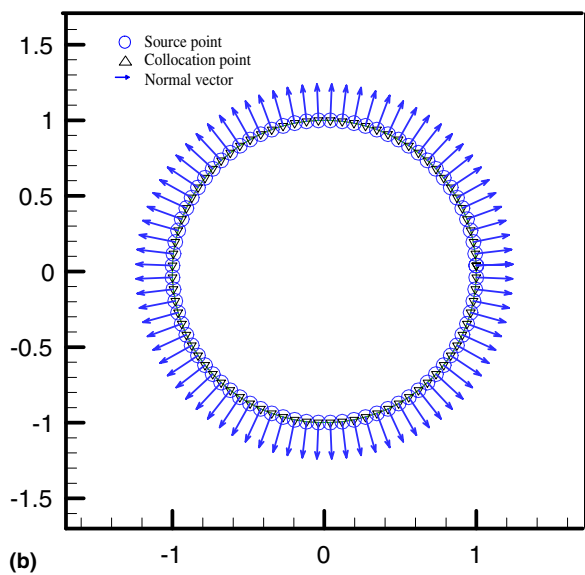 1.5
Source point
Collocation point
Normal vector
1
0.5
0
-0.5
-1
-1.5
-1 0 1
(b)